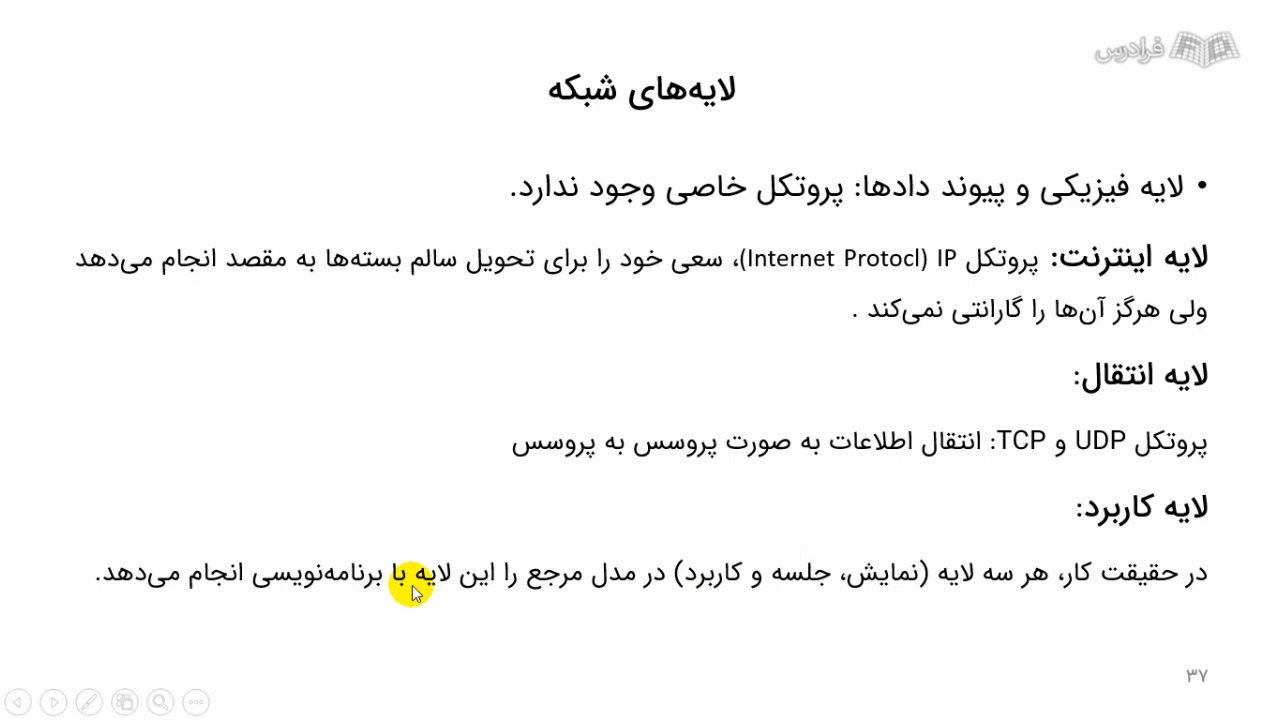 فرادرس
لایه‌های شبکه
• لایه فیزیکی و پیوند دادها: پروتکل خاصی وجود ندارد.
لایه اینترنت: پروتکل IP (Internet Protocl)، سعی خود را برای تحویل سالم بسته‌ها به مقصد انجام می‌دهد
ولی هرگز آن‌ها را گارانتی نمی‌کند .
لایه انتقال:
پروتکل UDP و TCP: انتقال اطلاعات به صورت پروسس به پروسس
لایه کاربرد:
در حقیقت کار، هر سه لایه (نمایش، جلسه و کاربرد) در مدل مرجع را این لایه با برنامه‌نویسی انجام می‌دهد.
۳۷